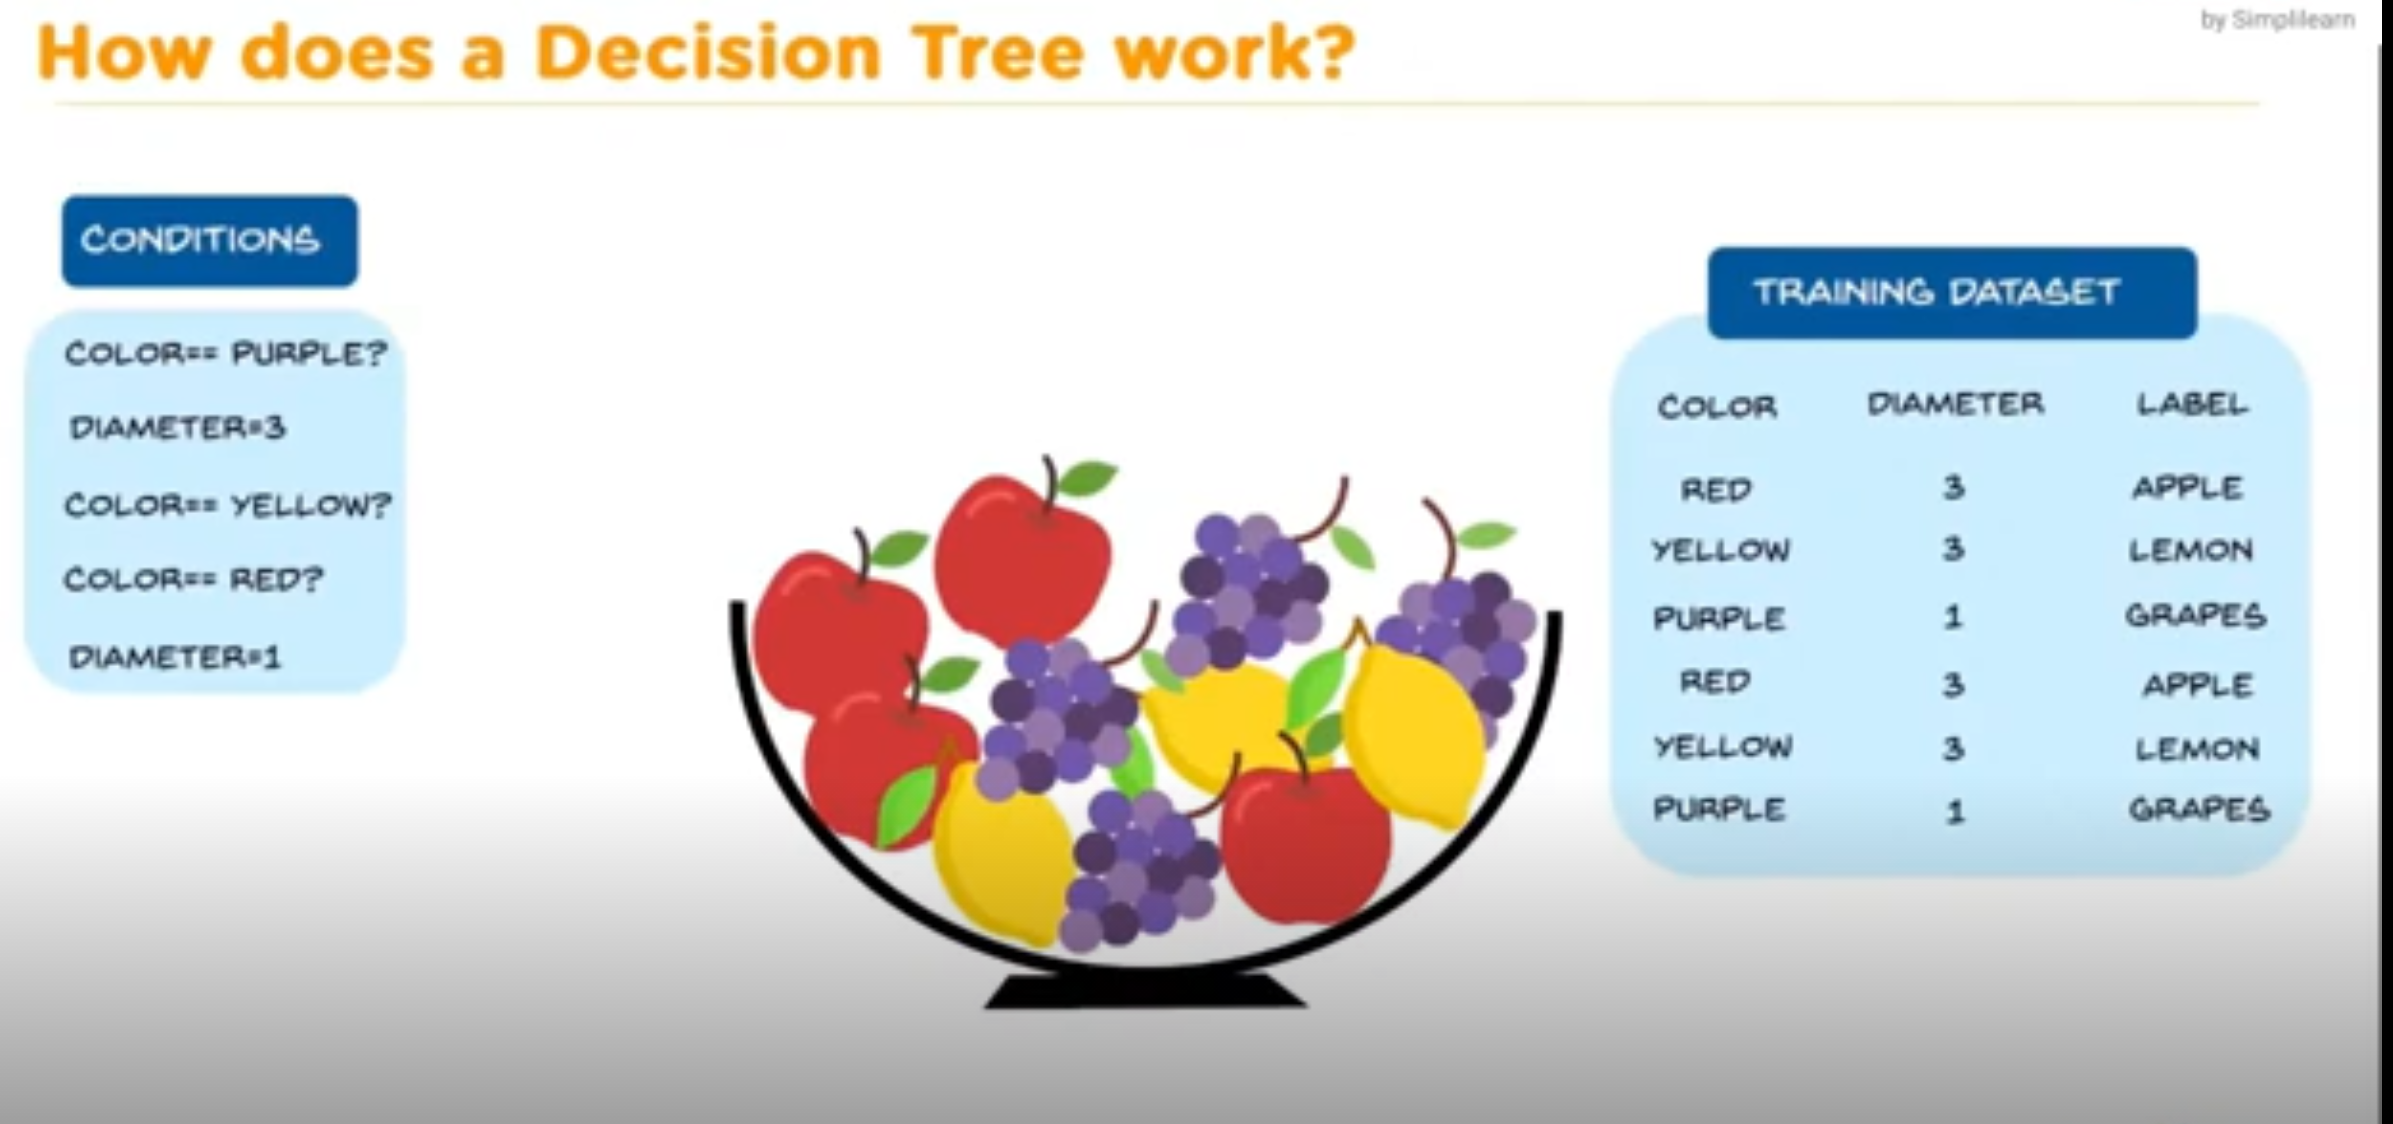 by Simplilearn
How does a Decision Tree work?
CONDITIONS
COLOR== PURPLE?
DIAMETER=3
COLOR== YELLOW?
COLOR== RED?
DIAMETER=1
TRAINING DATASET
COLOR DIAMETER LABEL
RED 3 APPLE
YELLOW 3 LEMON
PURPLE 1 GRAPES
RED 3 APPLE
YELLOW 3 LEMON
PURPLE 1 GRAPES